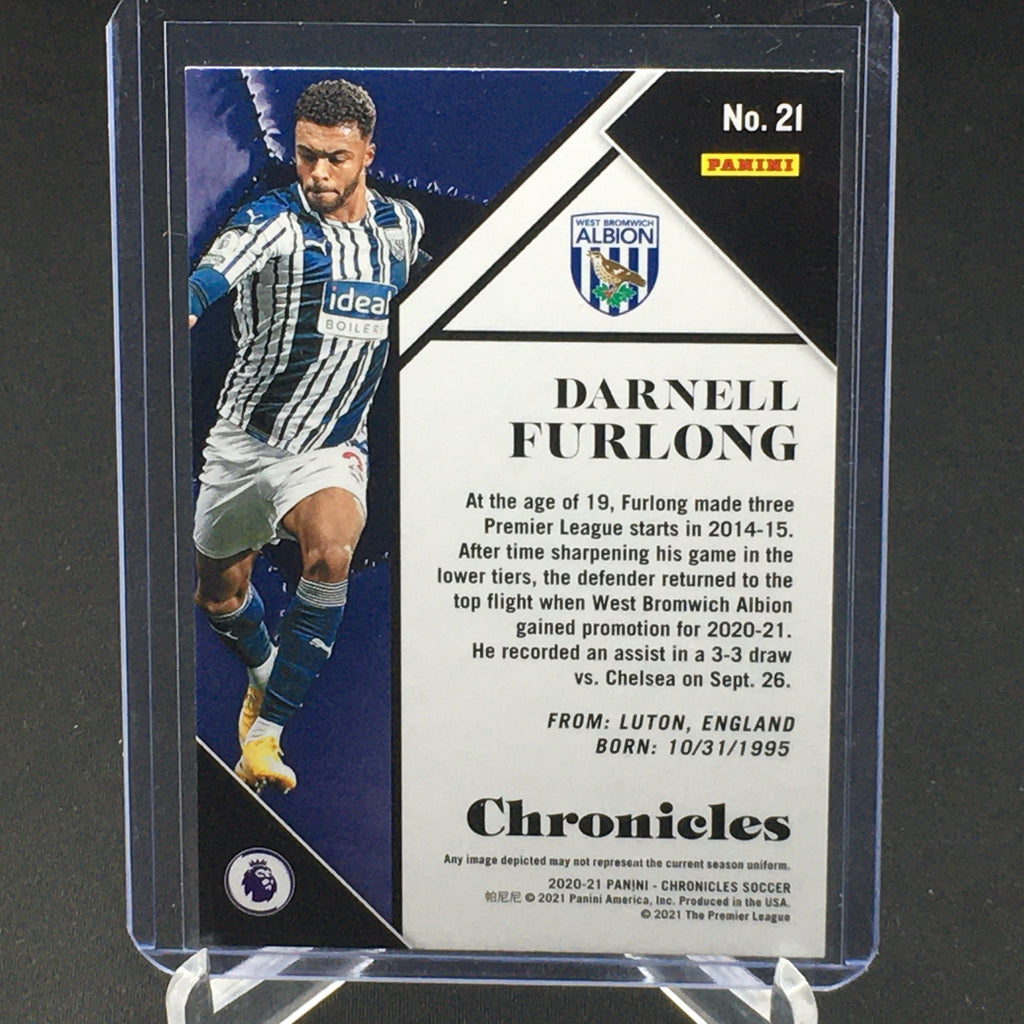 No. 21
PANINI
WEST BROMWICH
ALBION
ideal
BOILERS
DARNELL
FURLONG
At the age of 19, Furlong made three
Premier League starts in 2014-15.
After time sharpening his game in the
lower tiers, the defender returned to the
top flight when West Bromwich Albion
gained promotion for 2020-21.
He recorded an assist in a 3-3 draw
vs. Chelsea on Sept. 26.
FROM: LUTON, ENGLAND
BORN: 10/31/1995
Chronicles
Any image depicted may not represent the current season uniform.
2020-21 PANINI - CHRONICLES SOCCER
帕尼尼 © 2021 Panini America, Inc. Produced in the USA.
© 2021 The Premier League